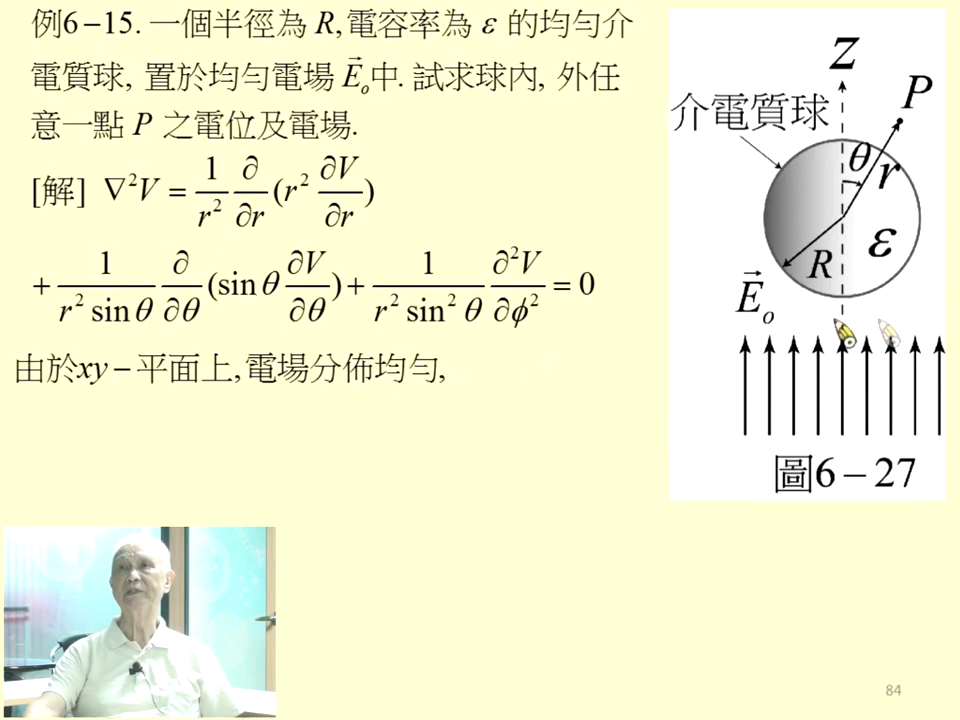 例6−15. 一個半徑為 R, 電容率為 ε 的均勻介
電質球, 置於均勻電場 E⃗ₒ中. 試求球內, 外任
意一點 P 之電位及電場.
[解] ∇²V = 1/r² ∂/∂r (r² ∂V/∂r)
+ 1/(r² sin θ) ∂/∂θ (sin θ ∂V/∂θ) + 1/(r² sin² θ) ∂²V/∂ϕ² = 0
由於xy − 平面上, 電場分佈均勻,
z
P
介電質球
θ
r
ε
R
E⃗ₒ
圖6 − 27
84